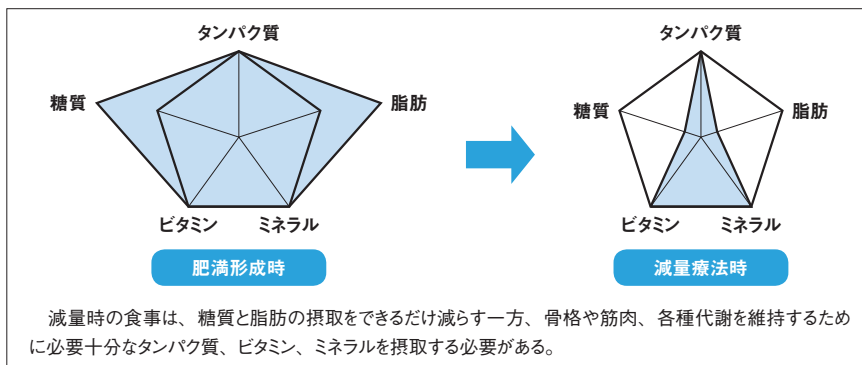 タンパク質
糖質
脂肪
ビタミン
ミネラル
肥満形成時
タンパク質
糖質
脂肪
ビタミン
ミネラル
減量療法時
減量時の食事は、糖質と脂肪の摂取をできるだけ減らす一方、骨格や筋肉、各種代謝を維持するため
に必要十分なタンパク質、ビタミン、ミネラルを摂取する必要がある。